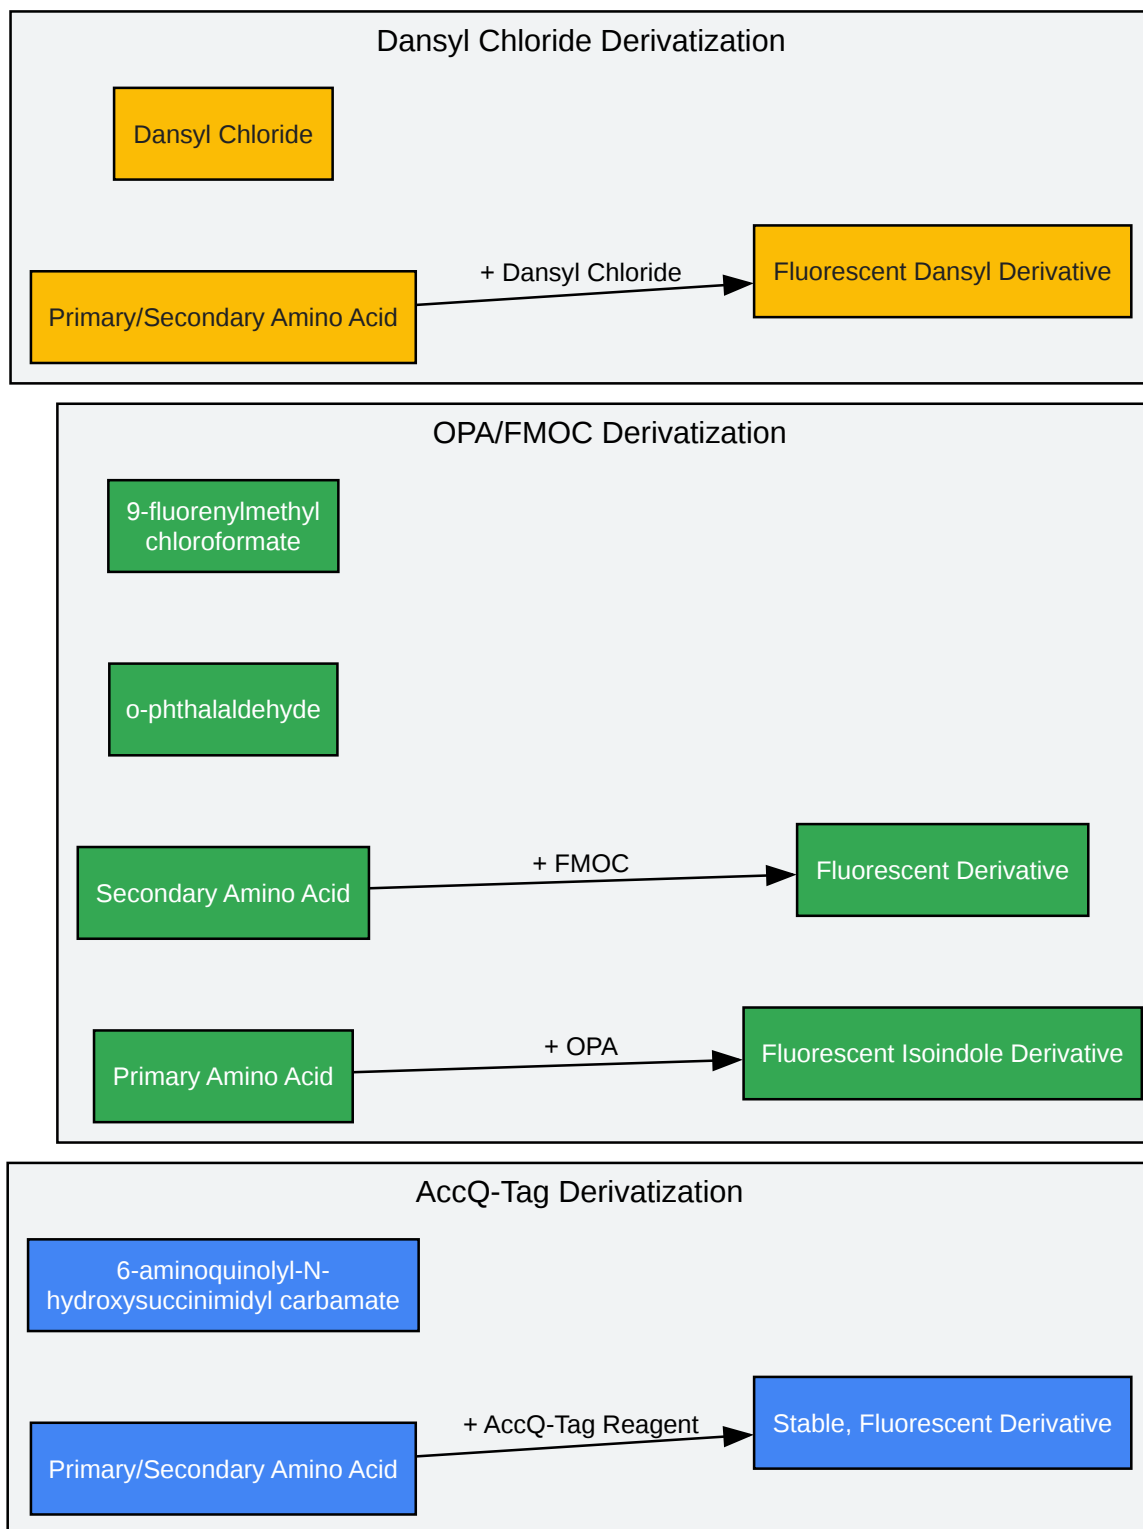 Dansyl Chloride Derivatization
Dansyl Chloride
+ Dansyl Chloride
Fluorescent Dansyl Derivative
Primary/Secondary Amino Acid
OPA/FMOC Derivatization
9-fluorenylmethyl
chloroformate
o-phthalaldehyde
+ FMOC
Fluorescent Derivative
Secondary Amino Acid
+ OPA
Fluorescent Isoindole Derivative
Primary Amino Acid
AccQ-Tag Derivatization
6-aminoquinolyl-N-
hydroxysuccinimidyl carbamate
+ AccQ-Tag Reagent
Stable, Fluorescent Derivative
Primary/Secondary Amino Acid